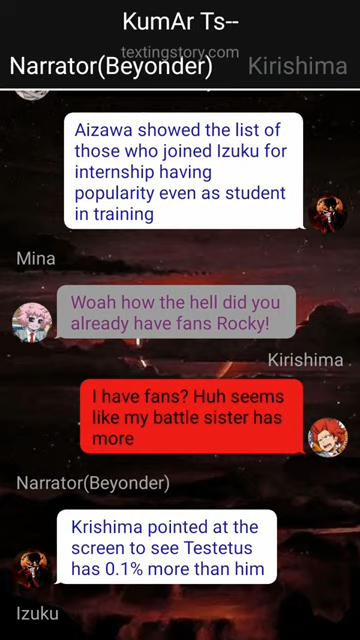 KumAr Ts--
textingstory.com
Narrator(Beyonder) Kirishima
Aizawa showed the list of
those who joined Izuku for
internship having
popularity even as student
in training
Mina
Woah how the hell did you
already have fans Rocky!
Kirishima
I have fans? Huh seems
like my battle sister has
more
Narrator(Beyonder)
Krishima pointed at the
screen to see Testetus
has 0.1% more than him
Izuku